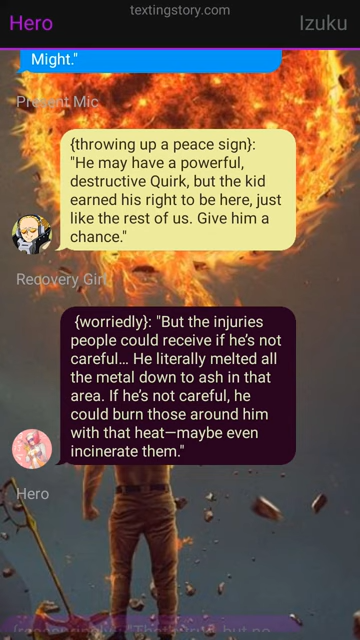 textingstory.com
Hero
Izuku
Might."
Present Mic
{throwing up a peace sign}:
"He may have a powerful,
destructive Quirk, but the kid
earned his right to be here, just
like the rest of us. Give him a
chance."
Recovery Girl
{worriedly}: "But the injuries
people could receive if he's not
careful… He literally melted all
the metal down to ash in that
area. If he's not careful, he
could burn those around him
with that heat—maybe even
incinerate them."
Hero